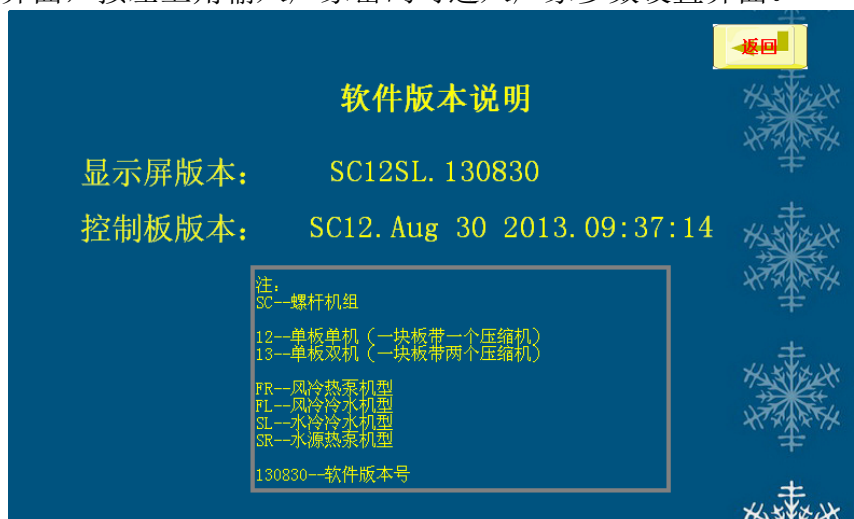 返回
软件版本说明
显示屏版本： SC12SL.130830
控制板版本： SC12.Aug 30 2013.09:37:14
注：
SC--螺杆机组
12--单板单机（一块板带一个压缩机）
13--单板双机（一块板带两个压缩机）
FR--风冷热泵机型
FL--风冷冷水机型
SL--水冷冷水机型
SR--水源热泵机型
130830--软件版本号